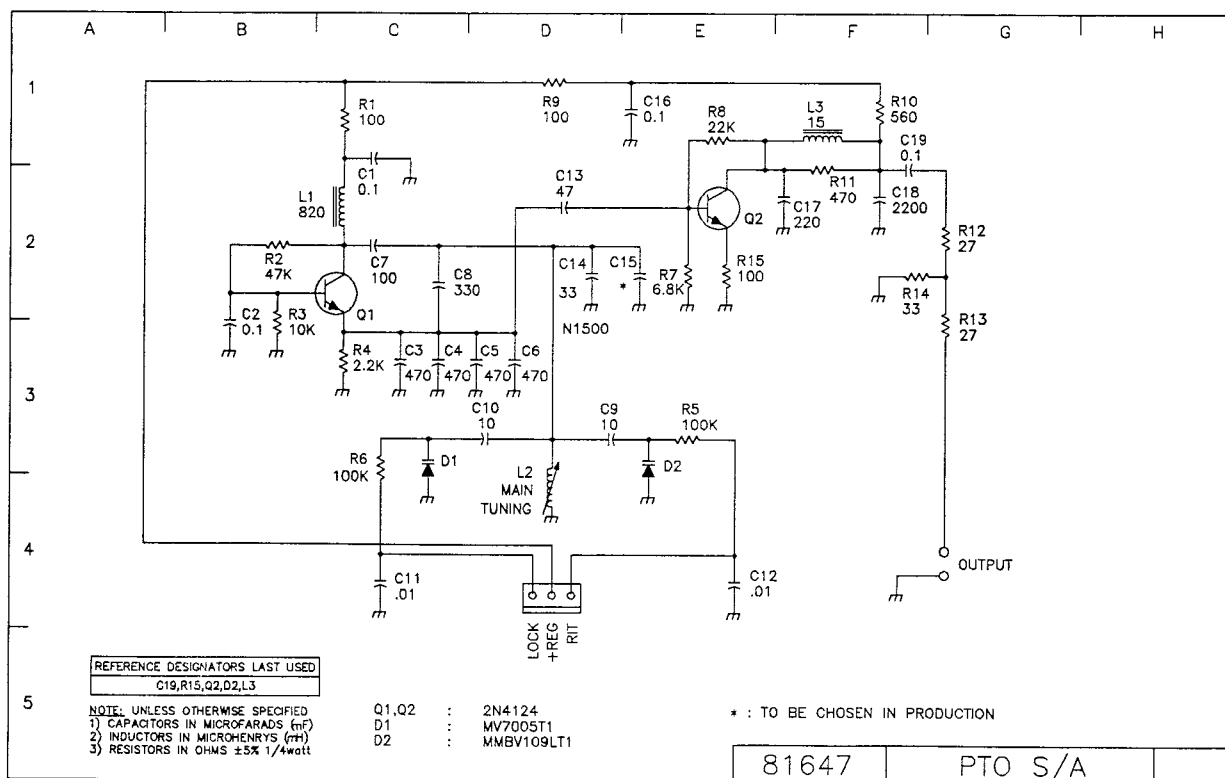 A B C D E F G H
1
2
3
4
5
R1
100
R9
100
C16
0.1
R8
22K
L3
15
R10
560
C19
0.1
C1
0.1
L1
820
C13
47
R11
470
C17
220
C18
2200
Q2
R12
27
R2
47K
C7
100
C8
330
C14
33
N1500
C15
*
R7
6.8K
R15
100
R14
33
R13
27
Q1
C2
0.1
R3
10K
R4
2.2K
C3
470
C4
470
C5
470
C6
470
C10
10
C9
10
R5
100K
R6
100K
D1
L2
MAIN
TUNING
D2
OUTPUT
C11
.01
C12
.01
LOCK
+REG
RIT
REFERENCE DESIGNATORS LAST USED
C19,R15,Q2,D2,L3
NOTE: UNLESS OTHERWISE SPECIFIED
1) CAPACITORS IN MICROFARADS (mF)
2) INDUCTORS IN MICROHENRYS (mH)
3) RESISTORS IN OHMS ±5% 1/4watt
Q1,Q2 : 2N4124
D1 : MV7005T1
D2 : MMBV109LT1
* : TO BE CHOSEN IN PRODUCTION
81647 PTO S/A